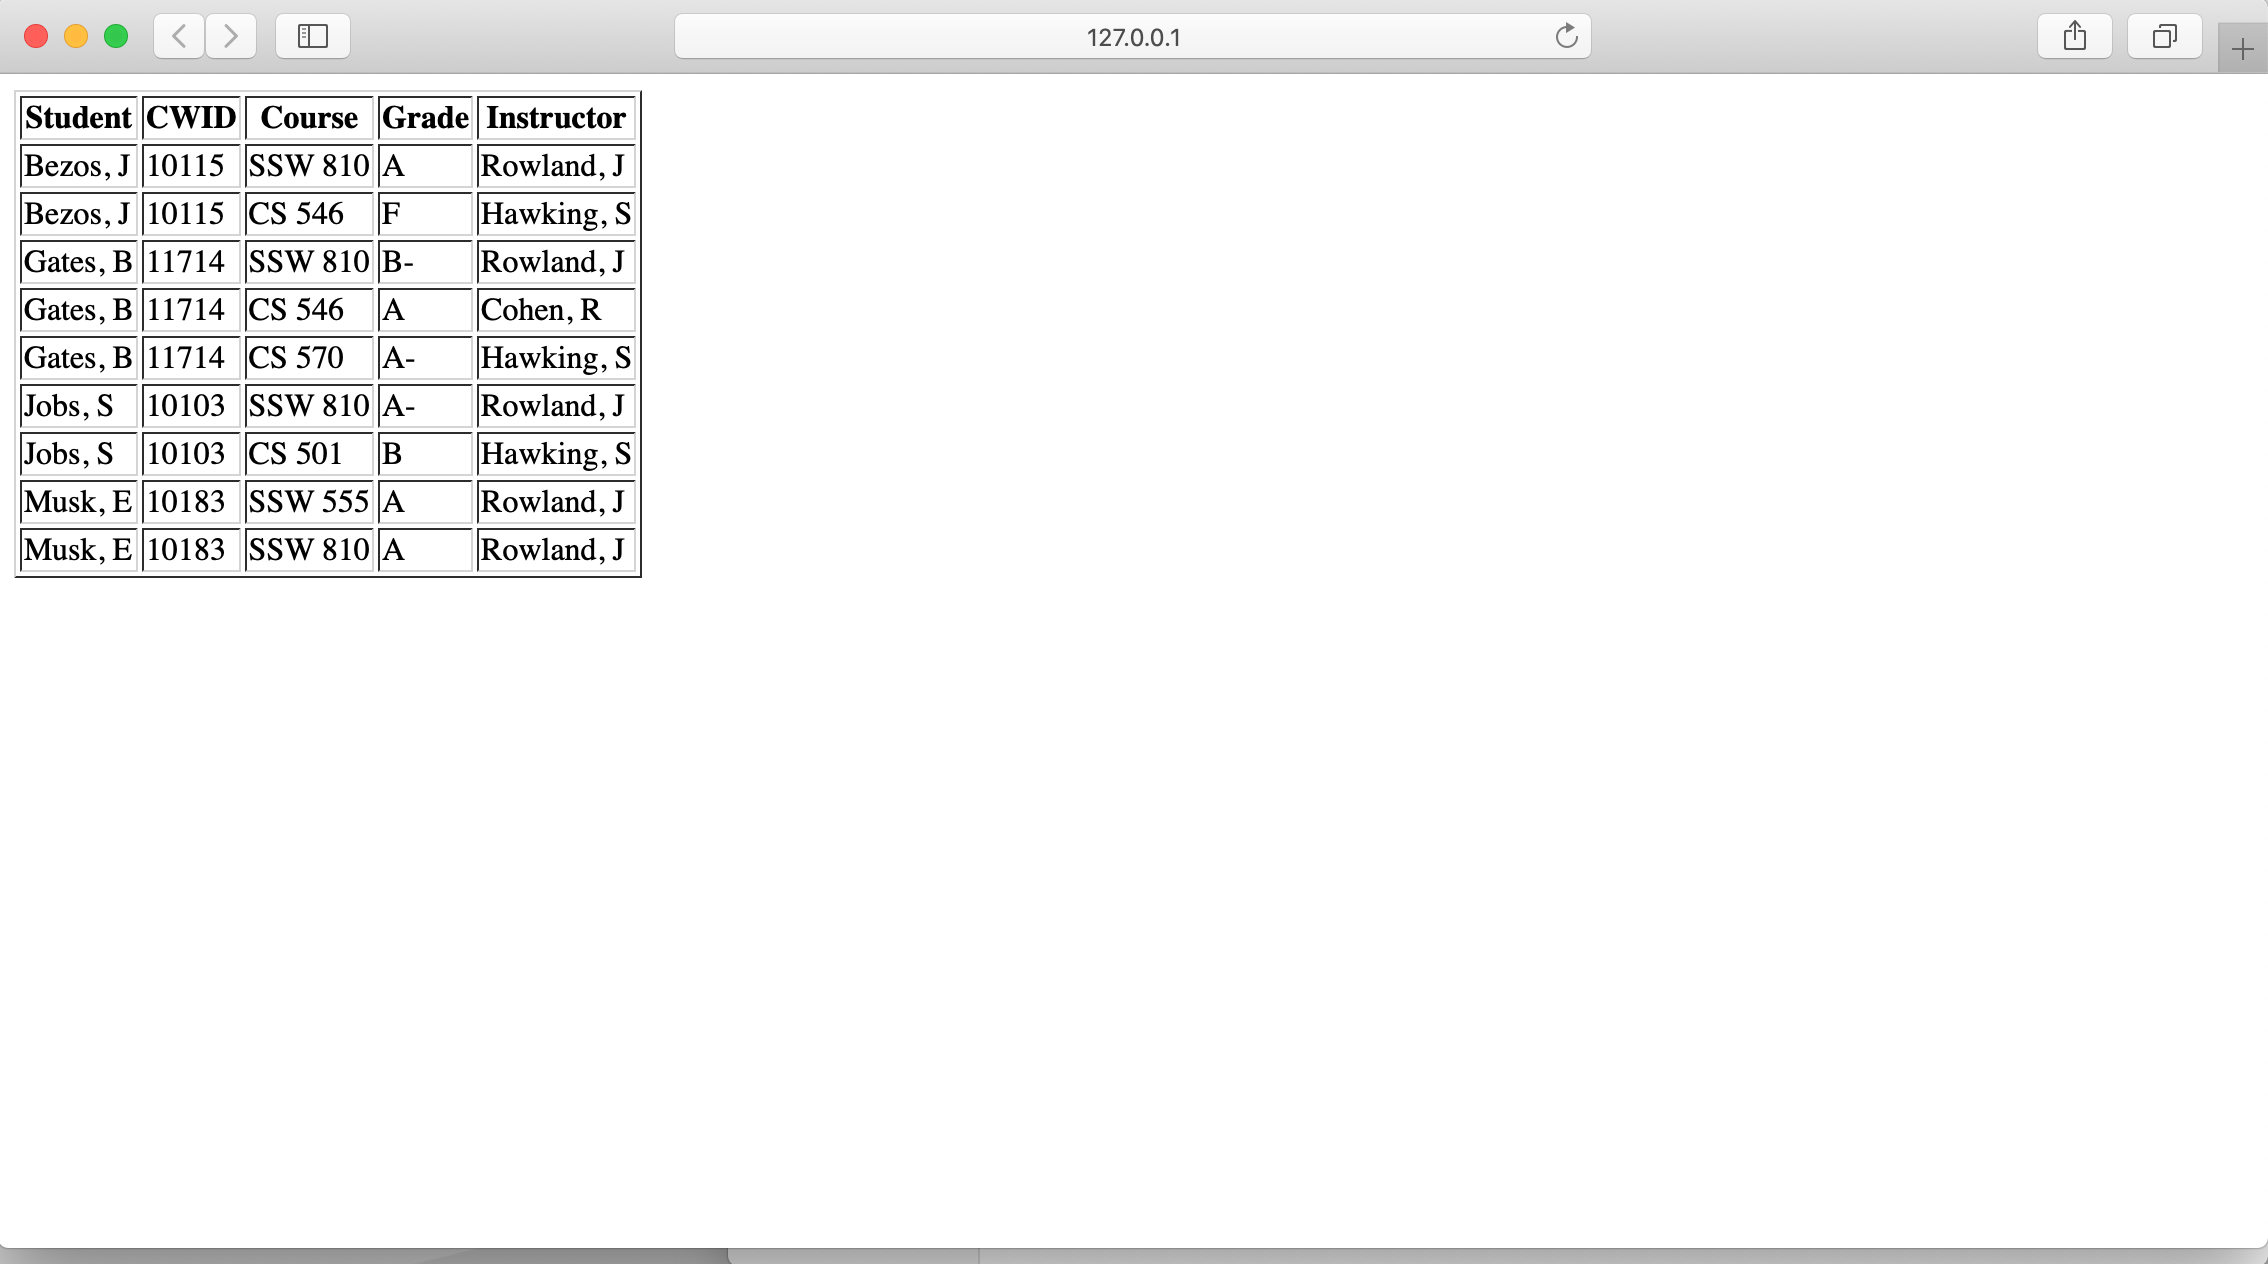 127.0.0.1
Student CWID Course Grade Instructor
Bezos, J 10115 SSW 810 A Rowland, J
Bezos, J 10115 CS 546 F Hawking, S
Gates, B 11714 SSW 810 B- Rowland, J
Gates, B 11714 CS 546 A Cohen, R
Gates, B 11714 CS 570 A- Hawking, S
Jobs, S 10103 SSW 810 A- Rowland, J
Jobs, S 10103 CS 501 B Hawking, S
Musk, E 10183 SSW 555 A Rowland, J
Musk, E 10183 SSW 810 A Rowland, J